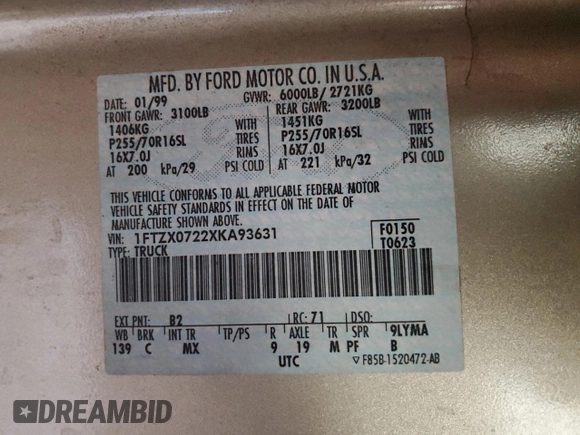 MFD. BY FORD MOTOR CO. IN U.S.A.
DATE: 01/99 GVWR: 6000LB/ 2721KG
FRONT GAWR: 3100LB REAR GAWR: 3200LB
1406KG WITH 1451KG WITH
P255/70R16SL TIRES P255/70R16SL TIRES
16X7.0J RIMS 16X7.0J RIMS
AT 200 kPa/29 PSI COLD AT 221 kPa/32 PSI COLD
THIS VEHICLE CONFORMS TO ALL APPLICABLE FEDERAL MOTOR
VEHICLE SAFETY STANDARDS IN EFFECT ON THE DATE OF
MANUFACTURE SHOWN ABOVE.
VIN: 1FTZX0722XKA93631 F0150
TYPE: TRUCK T0623
EXT PNT: B2 RC: 71 DSO:
WB BRK INT TR TP/PS R AXLE TR SPR 9LYMA
139 C MX 9 19 M PF B
UTC ▽ F85B-1520472-AB
DREAMBID